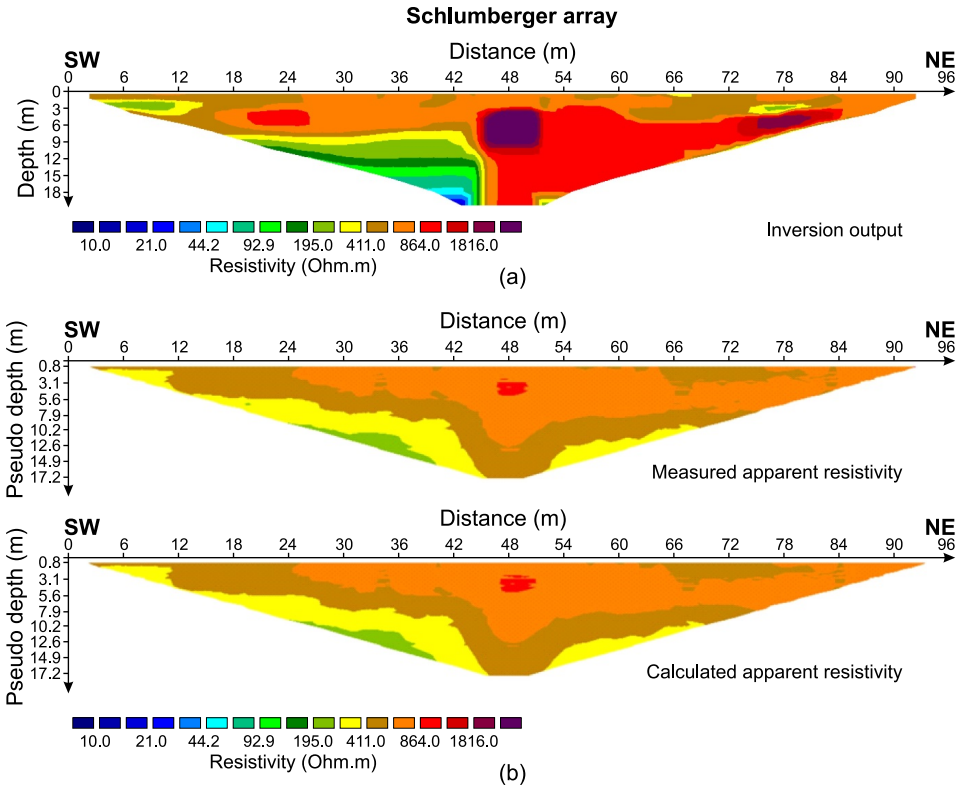 Schlumberger array
SW Distance (m) NE
0 6 12 18 24 30 36 42 48 54 60 66 72 78 84 90 96
Depth (m)
0
3
6
9
12
15
18
10.0 21.0 44.2 92.9 195.0 411.0 864.0 1816.0
Resistivity (Ohm.m)
Inversion output
(a)
SW Distance (m) NE
0 6 12 18 24 30 36 42 48 54 60 66 72 78 84 90 96
Pseudo depth (m)
0.8
3.1
5.6
7.9
10.2
12.6
14.9
17.2
Measured apparent resistivity
SW Distance (m) NE
0 6 12 18 24 30 36 42 48 54 60 66 72 78 84 90 96
Pseudo depth (m)
0.8
3.1
5.6
7.9
10.2
12.6
14.9
17.2
Calculated apparent resistivity
10.0 21.0 44.2 92.9 195.0 411.0 864.0 1816.0
Resistivity (Ohm.m)
(b)